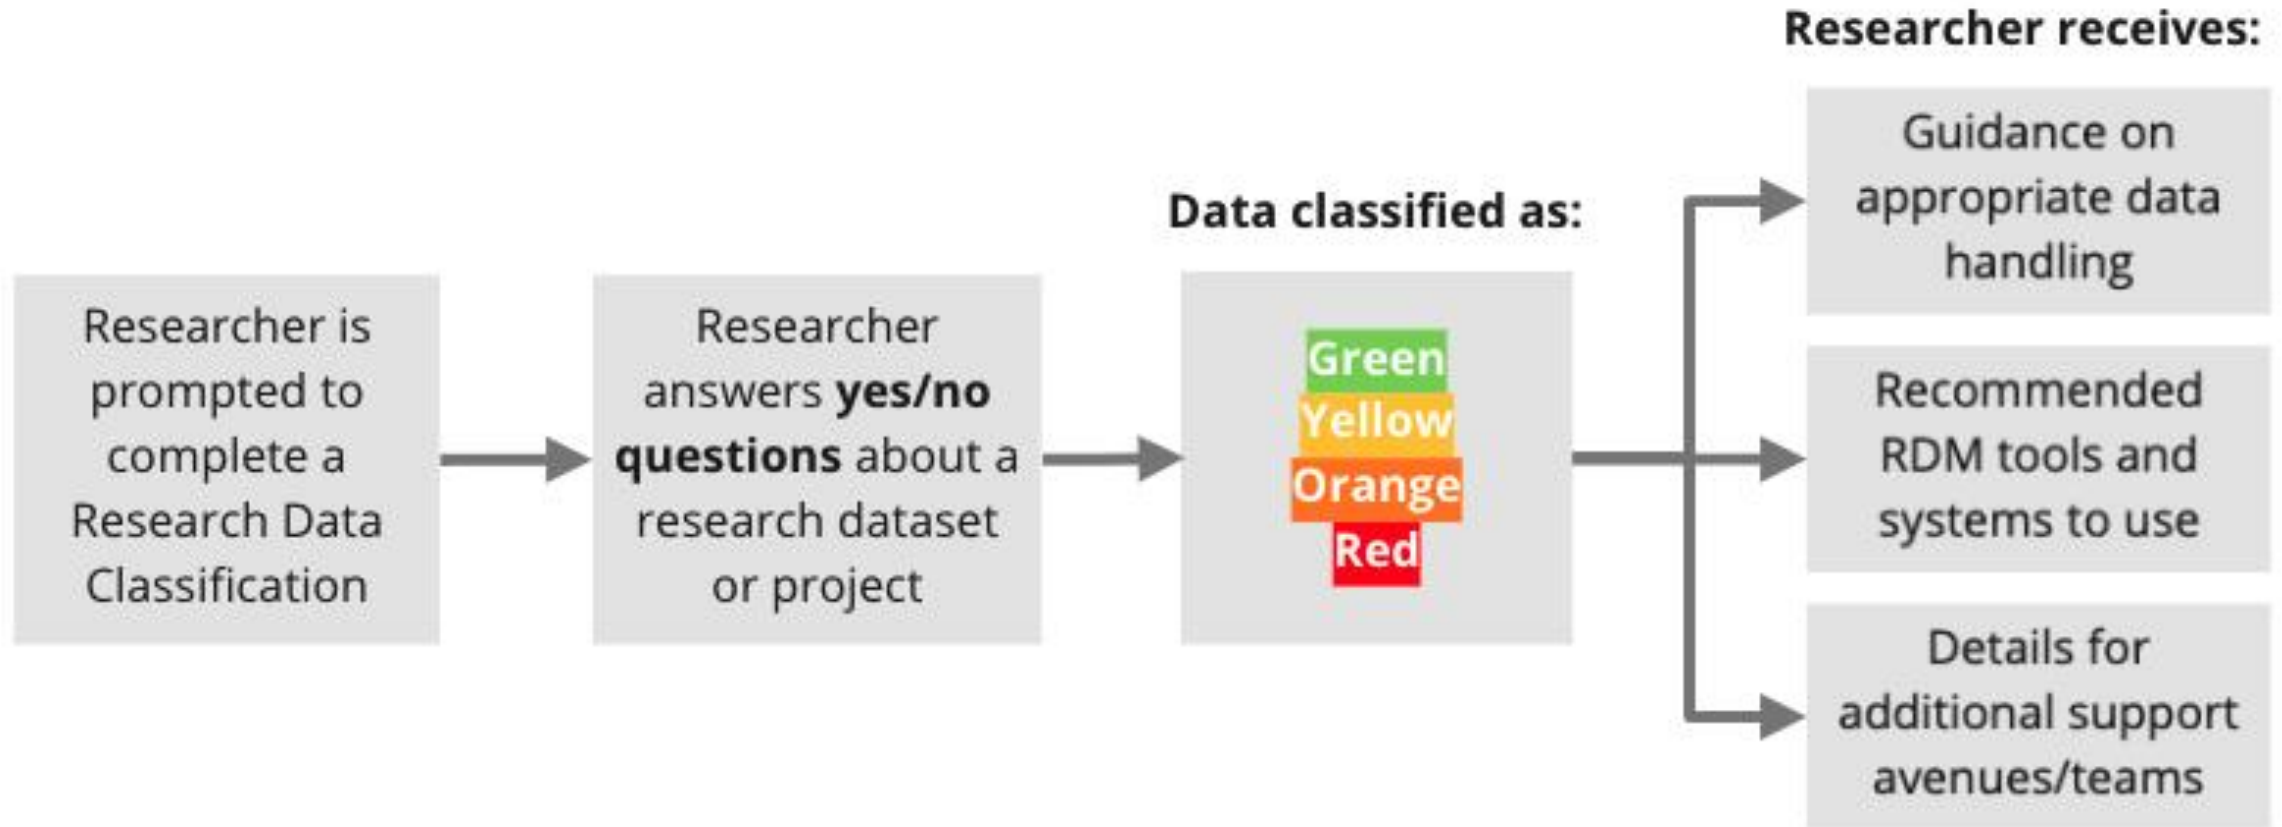 Researcher is
prompted to
complete a
Research Data
Classification
Researcher
answers yes/no
questions about a
research dataset
or project
Data classified as:
Green
Yellow
Orange
Red
Researcher receives:
Guidance on
appropriate data
handling
Recommended
RDM tools and
systems to use
Details for
additional support
avenues/teams